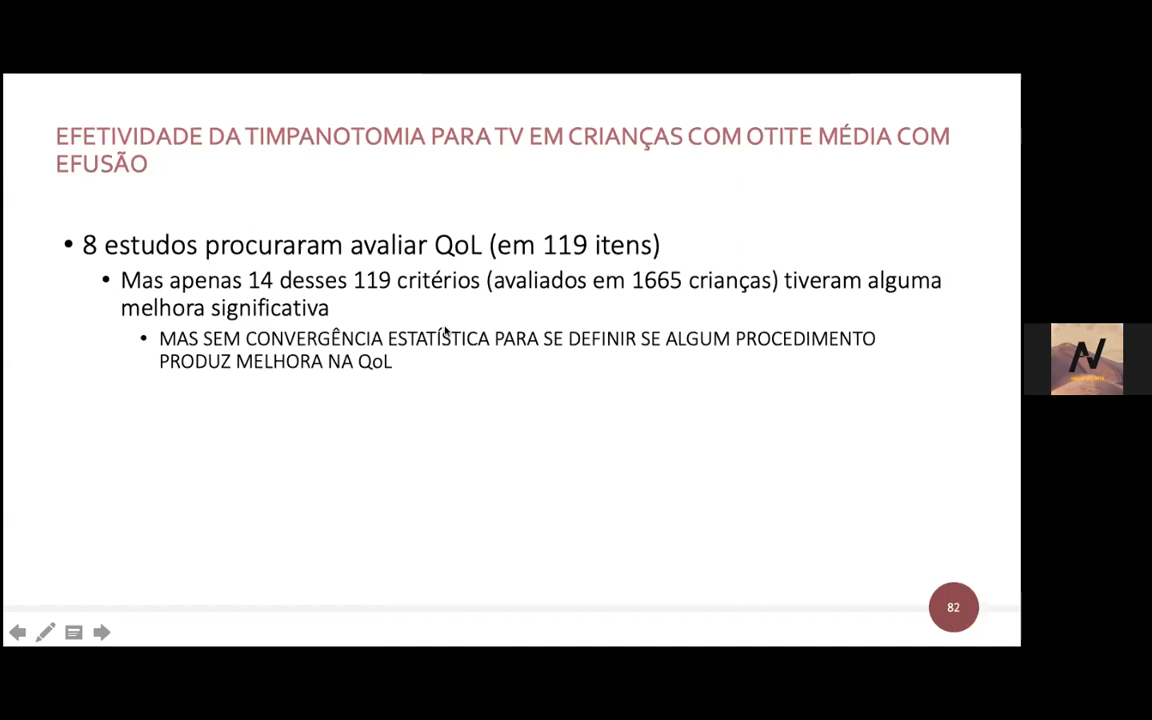 EFETIVIDADE DA TIMPANOTOMIA PARA TV EM CRIANÇAS COM OTITE MÉDIA COM
EFUSÃO
• 8 estudos procuraram avaliar QoL (em 119 itens)
• Mas apenas 14 desses 119 critérios (avaliados em 1665 crianças) tiveram alguma
melhora significativa
• MAS SEM CONVERGÊNCIA ESTATÍSTICA PARA SE DEFINIR SE ALGUM PROCEDIMENTO
PRODUZ MELHORA NA QoL
82